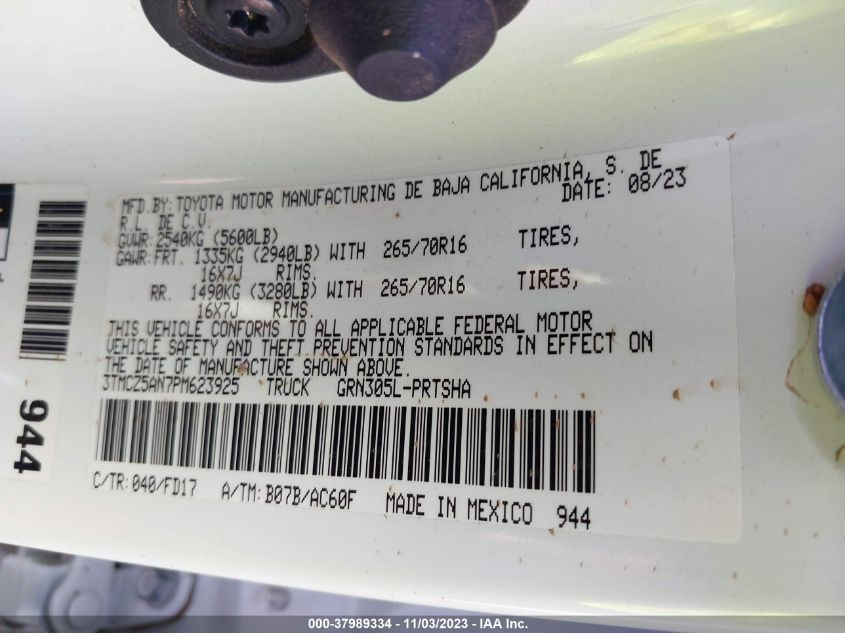 MFD.BY: TOYOTA MOTOR MANUFACTURING DE BAJA CALIFORNIA, S. DE
R.L. DE C.V. DATE: 08/23
GVWR: 2540KG (5600LB)
GAWR: FRT. 1335KG (2940LB) WITH 265/70R16 TIRES,
16X7J RIMS.
RR. 1490KG (3280LB) WITH 265/70R16 TIRES,
16X7J RIMS.
THIS VEHICLE CONFORMS TO ALL APPLICABLE FEDERAL MOTOR
VEHICLE SAFETY AND THEFT PREVENTION STANDARDS IN EFFECT ON
THE DATE OF MANUFACTURE SHOWN ABOVE.
3TMCZ5AN7PM623925 TRUCK GRN305L-PRTSHA
C/TR: 040/FD17 A/TM: B07B/AC60F MADE IN MEXICO 944
944
000-37989334 - 11/03/2023 - IAA Inc.